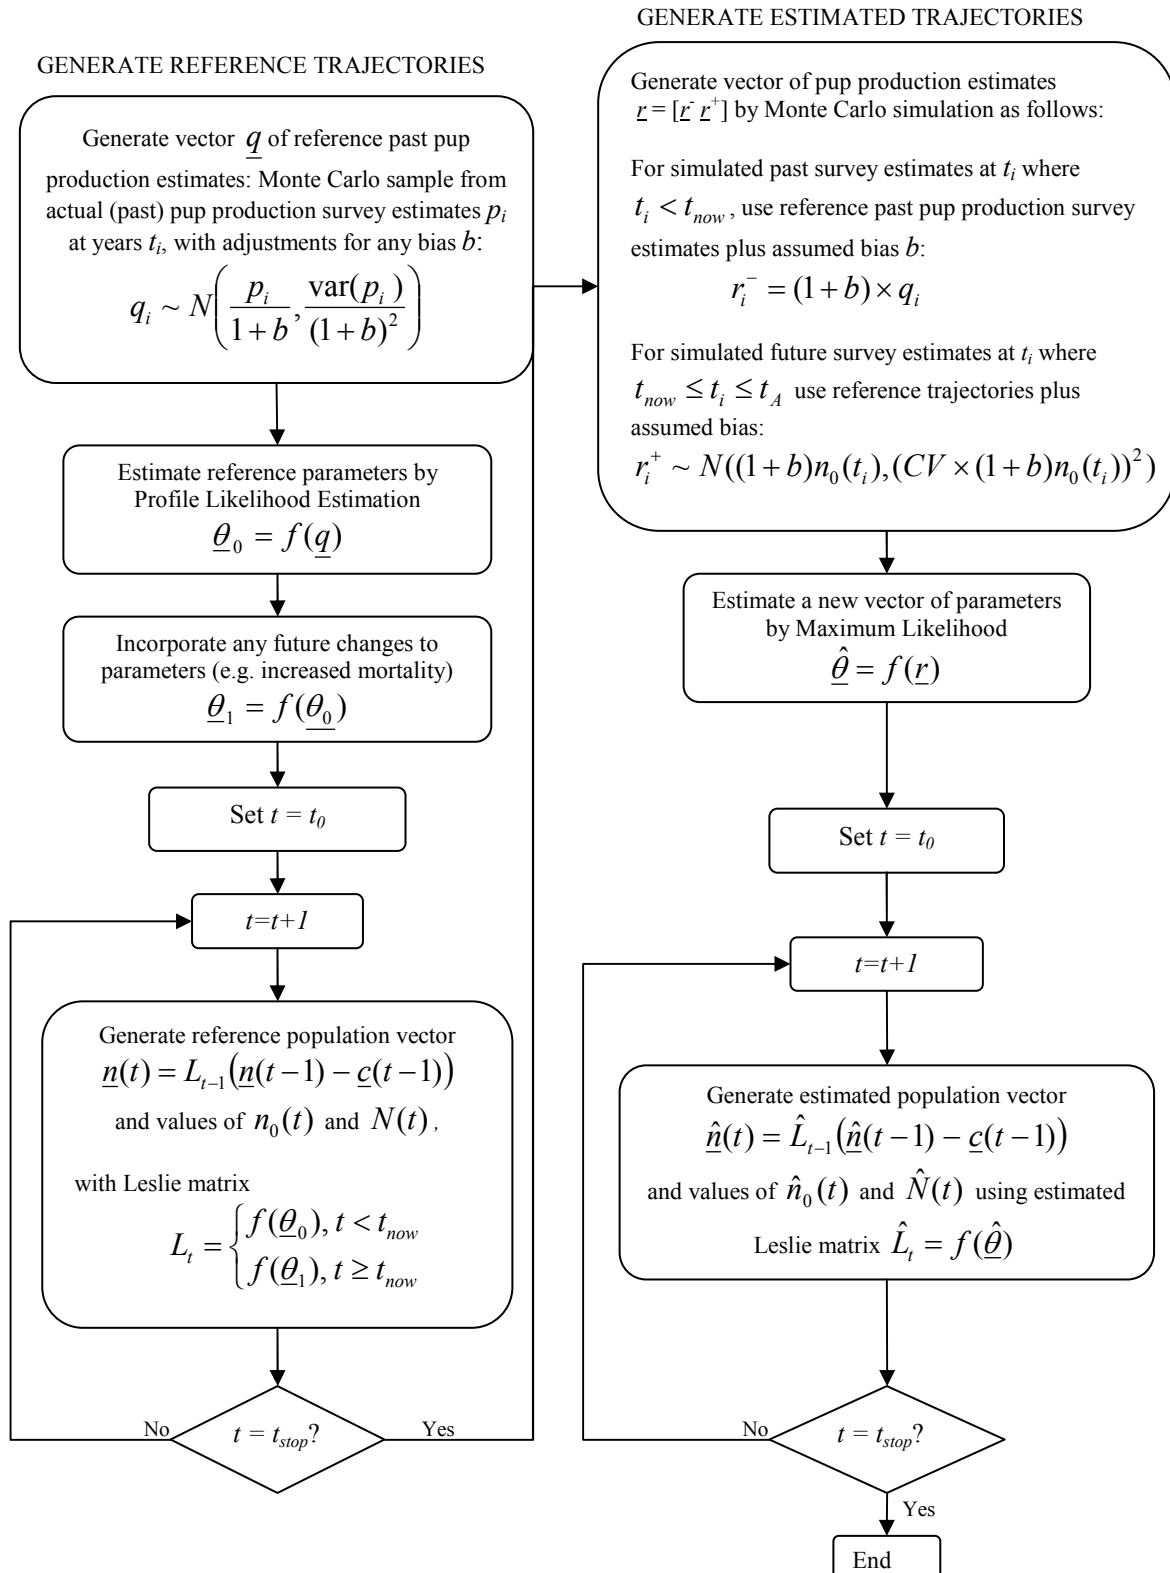 GENERATE REFERENCE TRAJECTORIES
Generate vector q of reference past pup
production estimates: Monte Carlo sample from
actual (past) pup production survey estimates p_i
at years t_i, with adjustments for any bias b:
q_i ~ N(p_i / (1 + b), var(p_i) / (1 + b)^2)
Estimate reference parameters by
Profile Likelihood Estimation
θ_0 = f(q)
Incorporate any future changes to
parameters (e.g. increased mortality)
θ_1 = f(θ_0)
Set t = t_0
t=t+1
Generate reference population vector
n(t) = L_{t−1}(n(t−1) − c(t−1))
and values of n_0(t) and N(t),
with Leslie matrix
L_t = { f(θ_0), t < t_now
f(θ_1), t ≥ t_now
t = t_stop?
No
Yes
GENERATE ESTIMATED TRAJECTORIES
Generate vector of pup production estimates
r = [r^- r^+] by Monte Carlo simulation as follows:
For simulated past survey estimates at t_i where
t_i < t_now, use reference past pup production survey
estimates plus assumed bias b:
r_i^− = (1 + b) × q_i
For simulated future survey estimates at t_i where
t_now ≤ t_i ≤ t_A use reference trajectories plus
assumed bias:
r_i^+ ~ N((1 + b)n_0(t_i), (CV × (1 + b)n_0(t_i))^2)
Estimate a new vector of parameters
by Maximum Likelihood
θ̂ = f(r)
Set t = t_0
t=t+1
Generate estimated population vector
n̂(t) = L̂_{t−1}(n̂(t−1) − c(t−1))
and values of n̂_0(t) and N̂(t) using estimated
Leslie matrix L̂_t = f(θ̂)
t = t_stop?
No
Yes
End